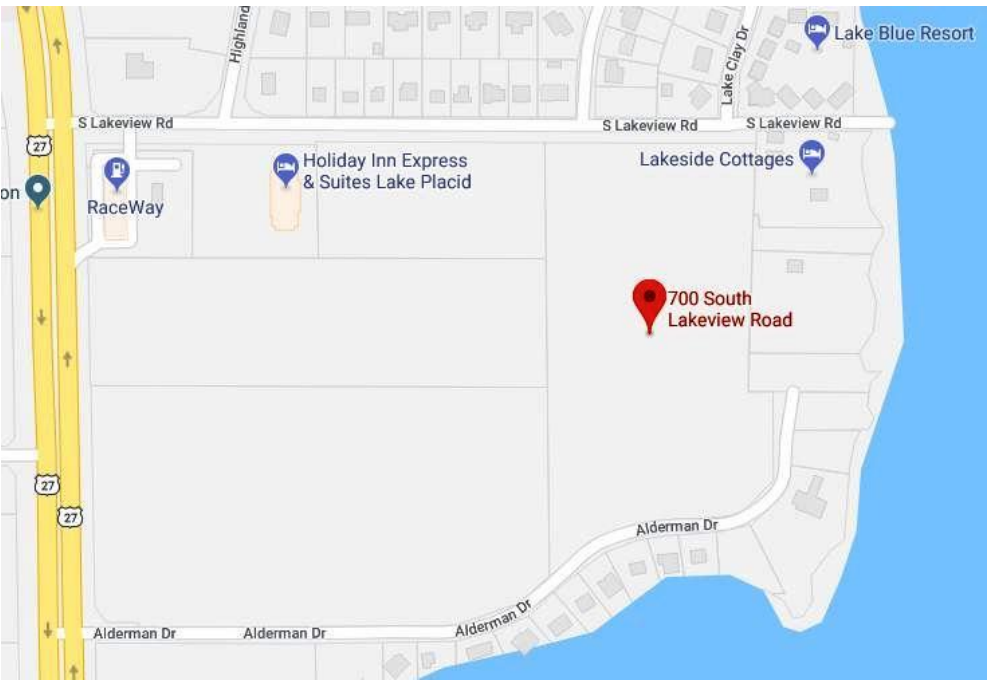 Highland
Lake Clay Dr
Lake Blue Resort
S Lakeview Rd
S Lakeview Rd
S Lakeview Rd
27
on
RaceWay
Holiday Inn Express
& Suites Lake Placid
Lakeside Cottages
700 South
Lakeview Road
27
27
Alderman Dr
Alderman Dr
Alderman Dr
Alderman Dr